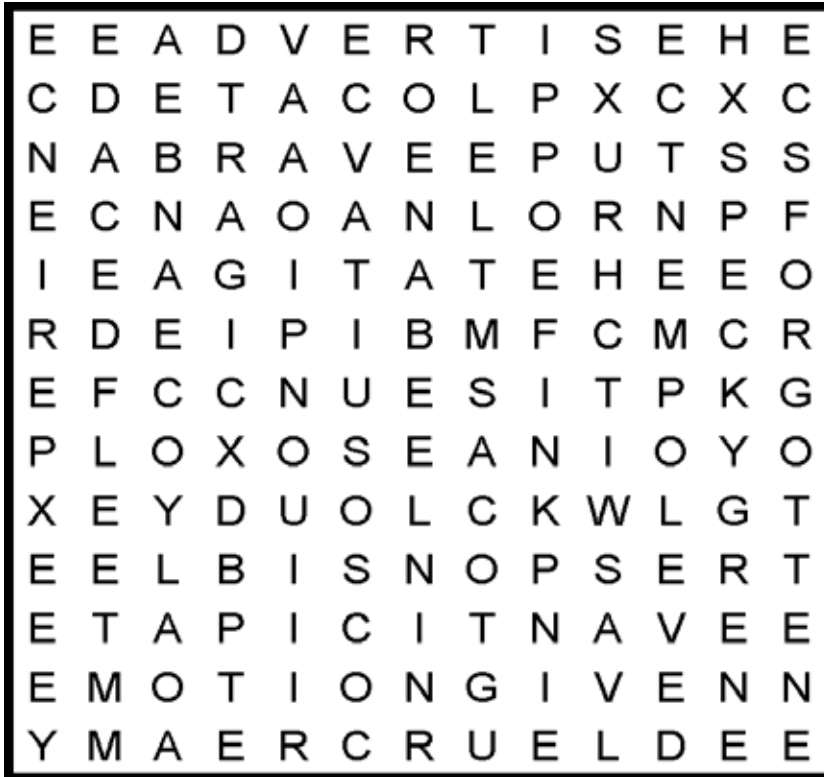 E E A D V E R T I S E H E
C D E T A C O L P X C X C
N A B R A V E E P U T S S
E C N A O A N L O R N P F
I E A G I T A T E H E E O
R D E I P I B M F C M C R
E F C C N U E S I T P K G
P L O X O S E A N I O Y O
X E Y D U O L C K W L G T
E E L B I S N O P S E R T
E T A P I C I T N A V E E
E M O T I O N G I V E N N
Y M A E R C R U E L D E E